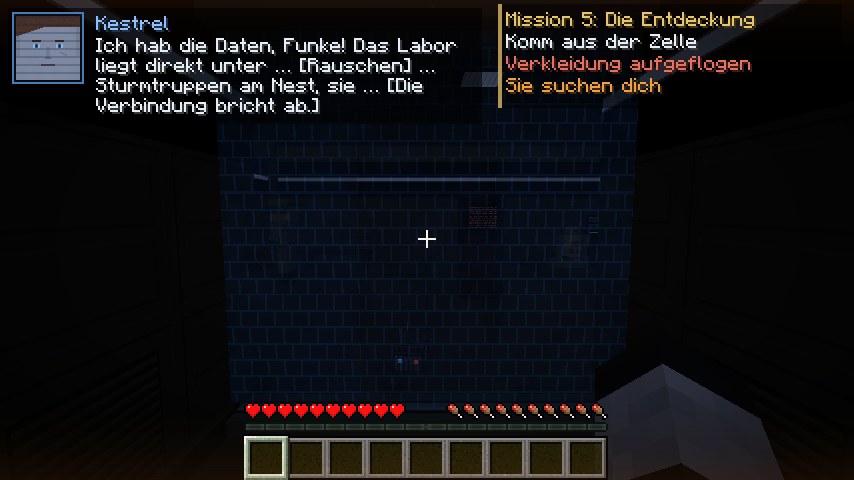 Kestrel
Ich hab die Daten, Funke! Das Labor
liegt direkt unter ... [Rauschen] ...
Sturmtruppen am Nest, sie ... [Die
Verbindung bricht ab.]
Mission 5: Die Entdeckung
Komm aus der Zelle
Verkleidung aufgeflogen
Sie suchen dich